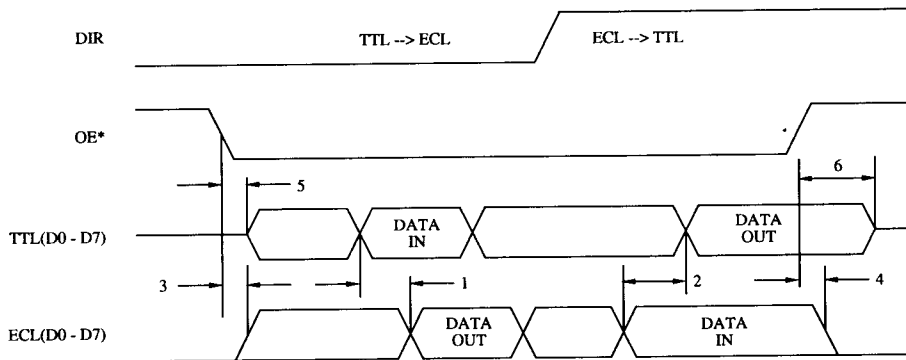 DIR
TTL --> ECL
ECL --> TTL
OE*
5
6
TTL(D0 - D7)
DATA
IN
DATA
OUT
3
1
2
4
ECL(D0 - D7)
DATA
OUT
DATA
IN